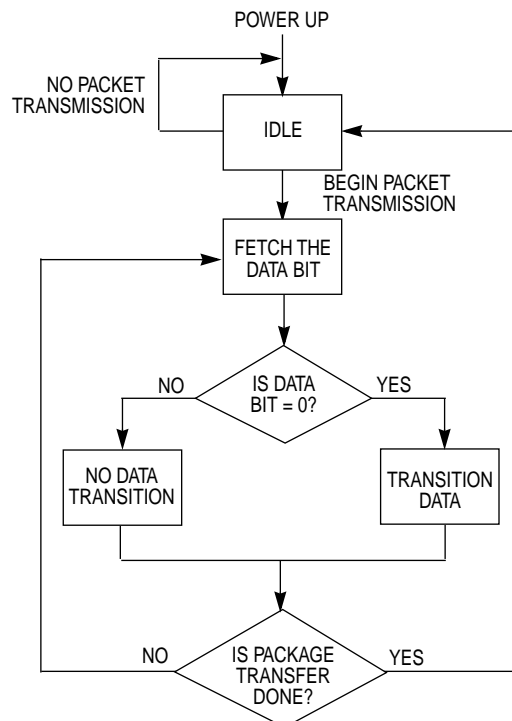 POWER UP
NO PACKET
TRANSMISSION
IDLE
BEGIN PACKET
TRANSMISSION
FETCH THE
DATA BIT
NO
IS DATA
BIT = 0?
YES
NO DATA
TRANSITION
TRANSITION
DATA
NO
IS PACKAGE
TRANSFER
DONE?
YES